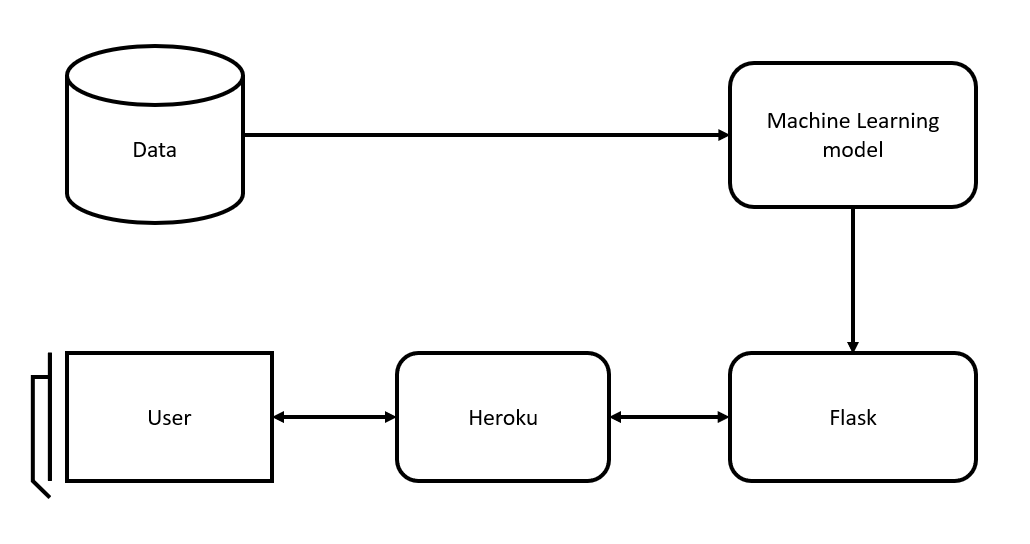 Data
Machine Learning
model
User
Heroku
Flask